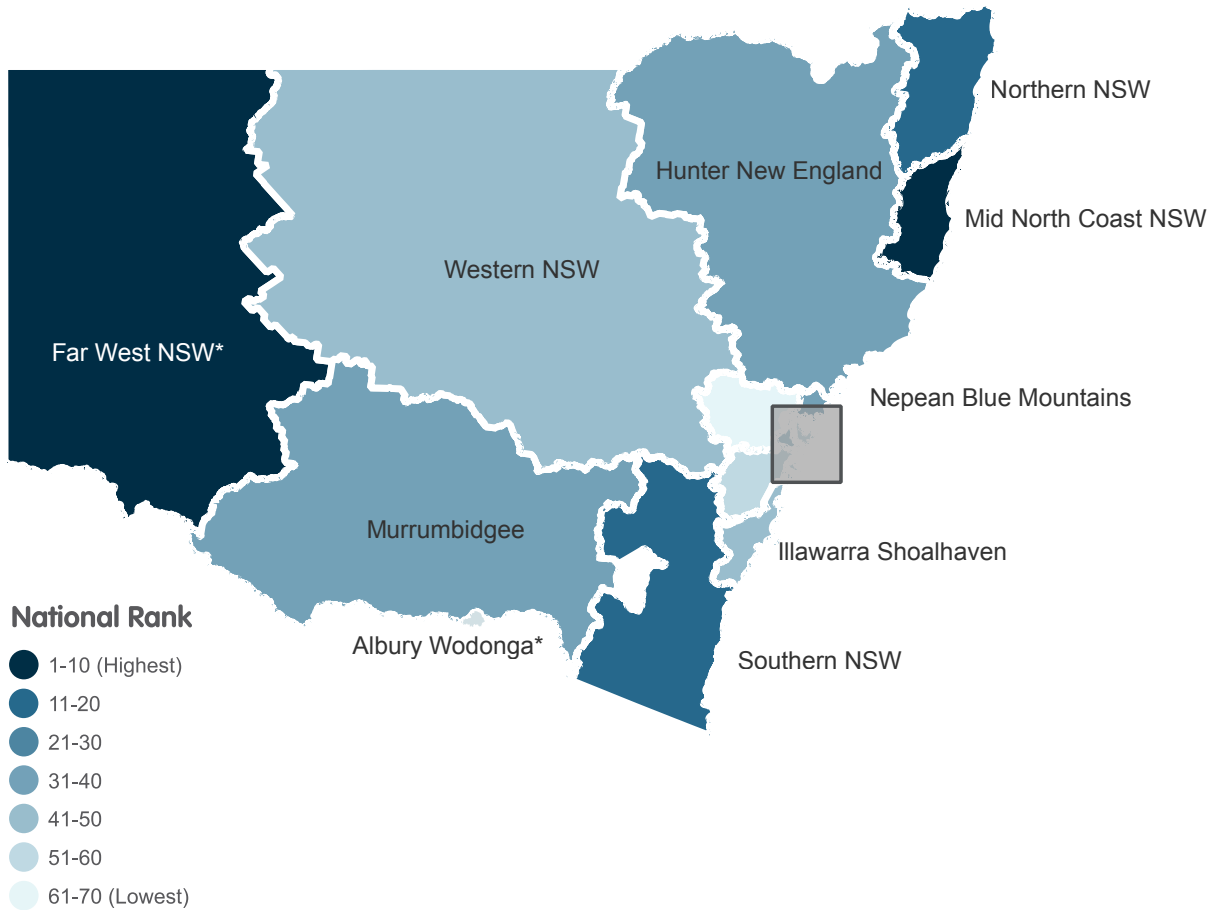 Northern NSW
Hunter New England
Mid North Coast NSW
Western NSW
Far West NSW*
Nepean Blue Mountains
Murrumbidgee
Illawarra Shoalhaven
Albury Wodonga*
Southern NSW
National Rank
1-10 (Highest)
11-20
21-30
31-40
41-50
51-60
61-70 (Lowest)